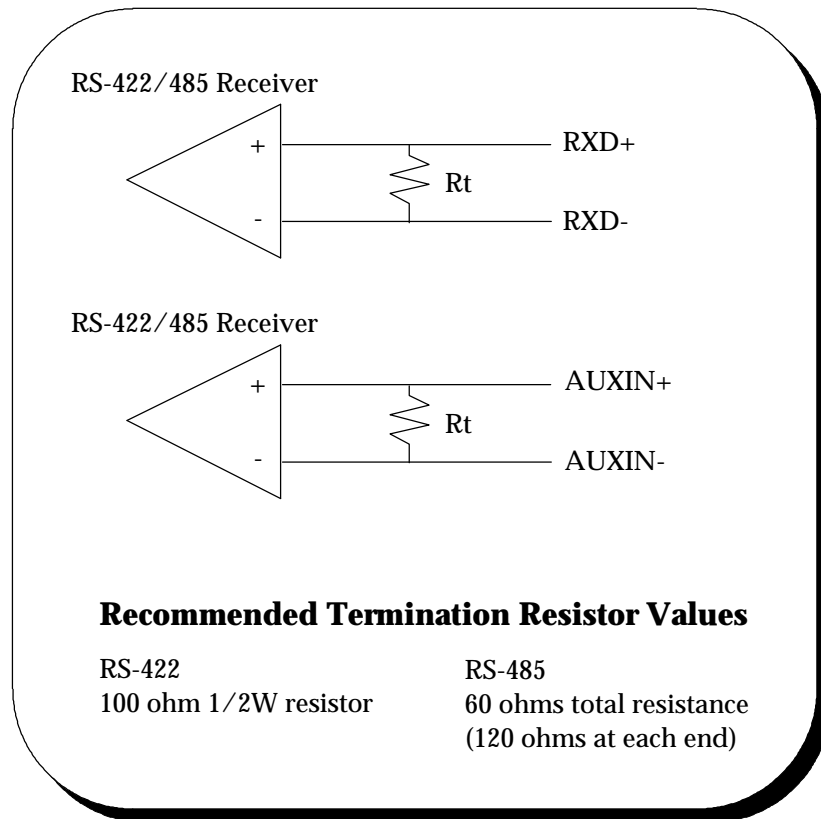 RS-422/485 Receiver
+
RXD+
Rt
-
RXD-
RS-422/485 Receiver
+
AUXIN+
Rt
-
AUXIN-
Recommended Termination Resistor Values
RS-422
100 ohm 1/2W resistor
RS-485
60 ohms total resistance
(120 ohms at each end)